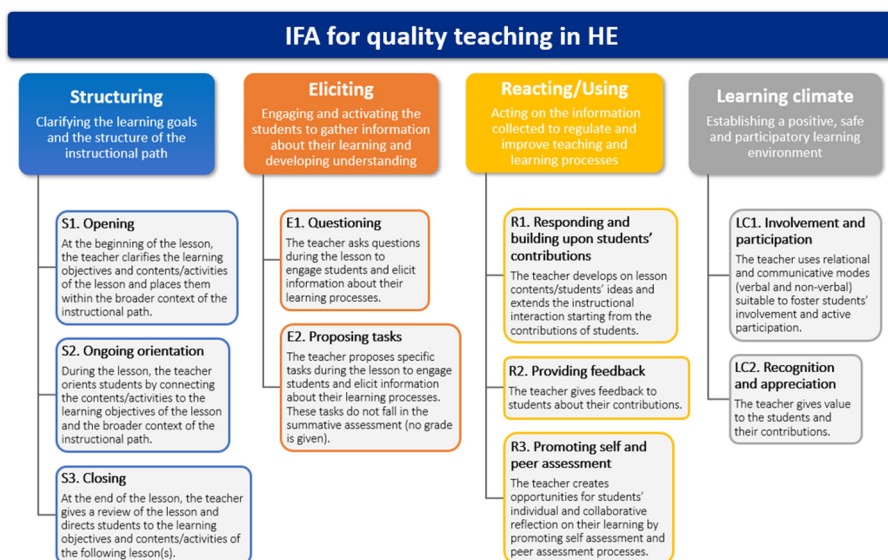 IFA for quality teaching in HE
Structuring
Clarifying the learning goals
and the structure of the
instructional path
S1. Opening
At the beginning of the lesson,
the teacher clarifies the learning
objectives and contents/activities
of the lesson and places them
within the broader context of the
instructional path.
S2. Ongoing orientation
During the lesson, the teacher
orients students by connecting
the contents/activities to the
learning objectives of the lesson
and the broader context of the
instructional path.
S3. Closing
At the end of the lesson, the teacher
gives a review of the lesson and
directs students to the learning
objectives and contents/activities of
the following lesson(s).
Eliciting
Engaging and activating the
students to gather information
about their learning and
developing understanding
E1. Questioning
The teacher asks questions
during the lesson to
engage students and elicit
information about their
learning processes.
E2. Proposing tasks
The teacher proposes specific
tasks during the lesson to engage
students and elicit information
about their learning processes.
These tasks do not fall in the
summative assessment (no grade
is given).
Reacting/Using
Acting on the information
collected to regulate and
improve teaching and
learning processes
R1. Responding and
building upon students'
contributions
The teacher develops on lesson
contents/students' ideas and
extends the instructional
interaction starting from the
contributions of students.
R2. Providing feedback
The teacher gives feedback to
students about their contributions.
R3. Promoting self and
peer assessment
The teacher creates
opportunities for students'
individual and collaborative
reflection on their learning by
promoting self assessment and
peer assessment processes.
Learning climate
Establishing a positive, safe
and participatory learning
environment
LC1. Involvement and
participation
The teacher uses relational
and communicative modes
(verbal and non-verbal)
suitable to foster students'
involvement and active
participation.
LC2. Recognition
and appreciation
The teacher gives value
to the students and
their contributions.